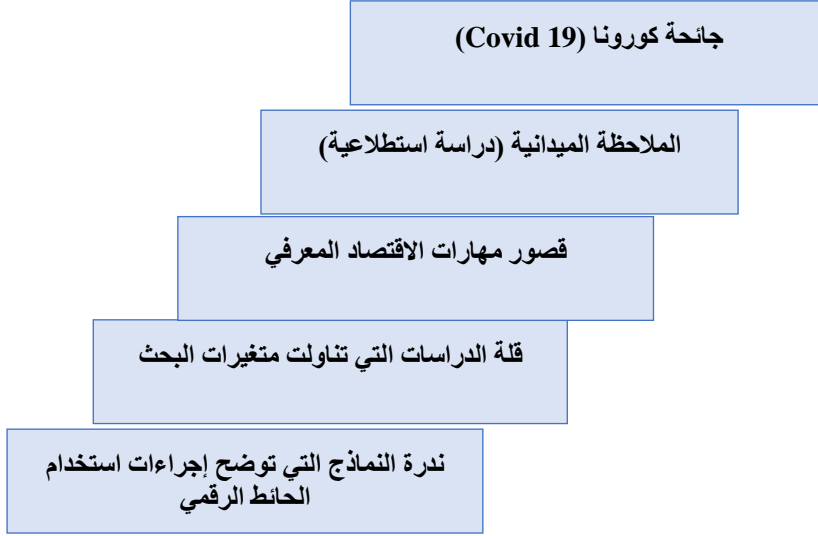 جائحة كورونا (Covid 19)
الملاحظة الميدانية (دراسة استطلاعية)
قصور مهارات الاقتصاد المعرفي
قلة الدراسات التي تناولت متغيرات البحث
ندرة النماذج التي توضح إجراءات استخدام
الحائط الرقمي